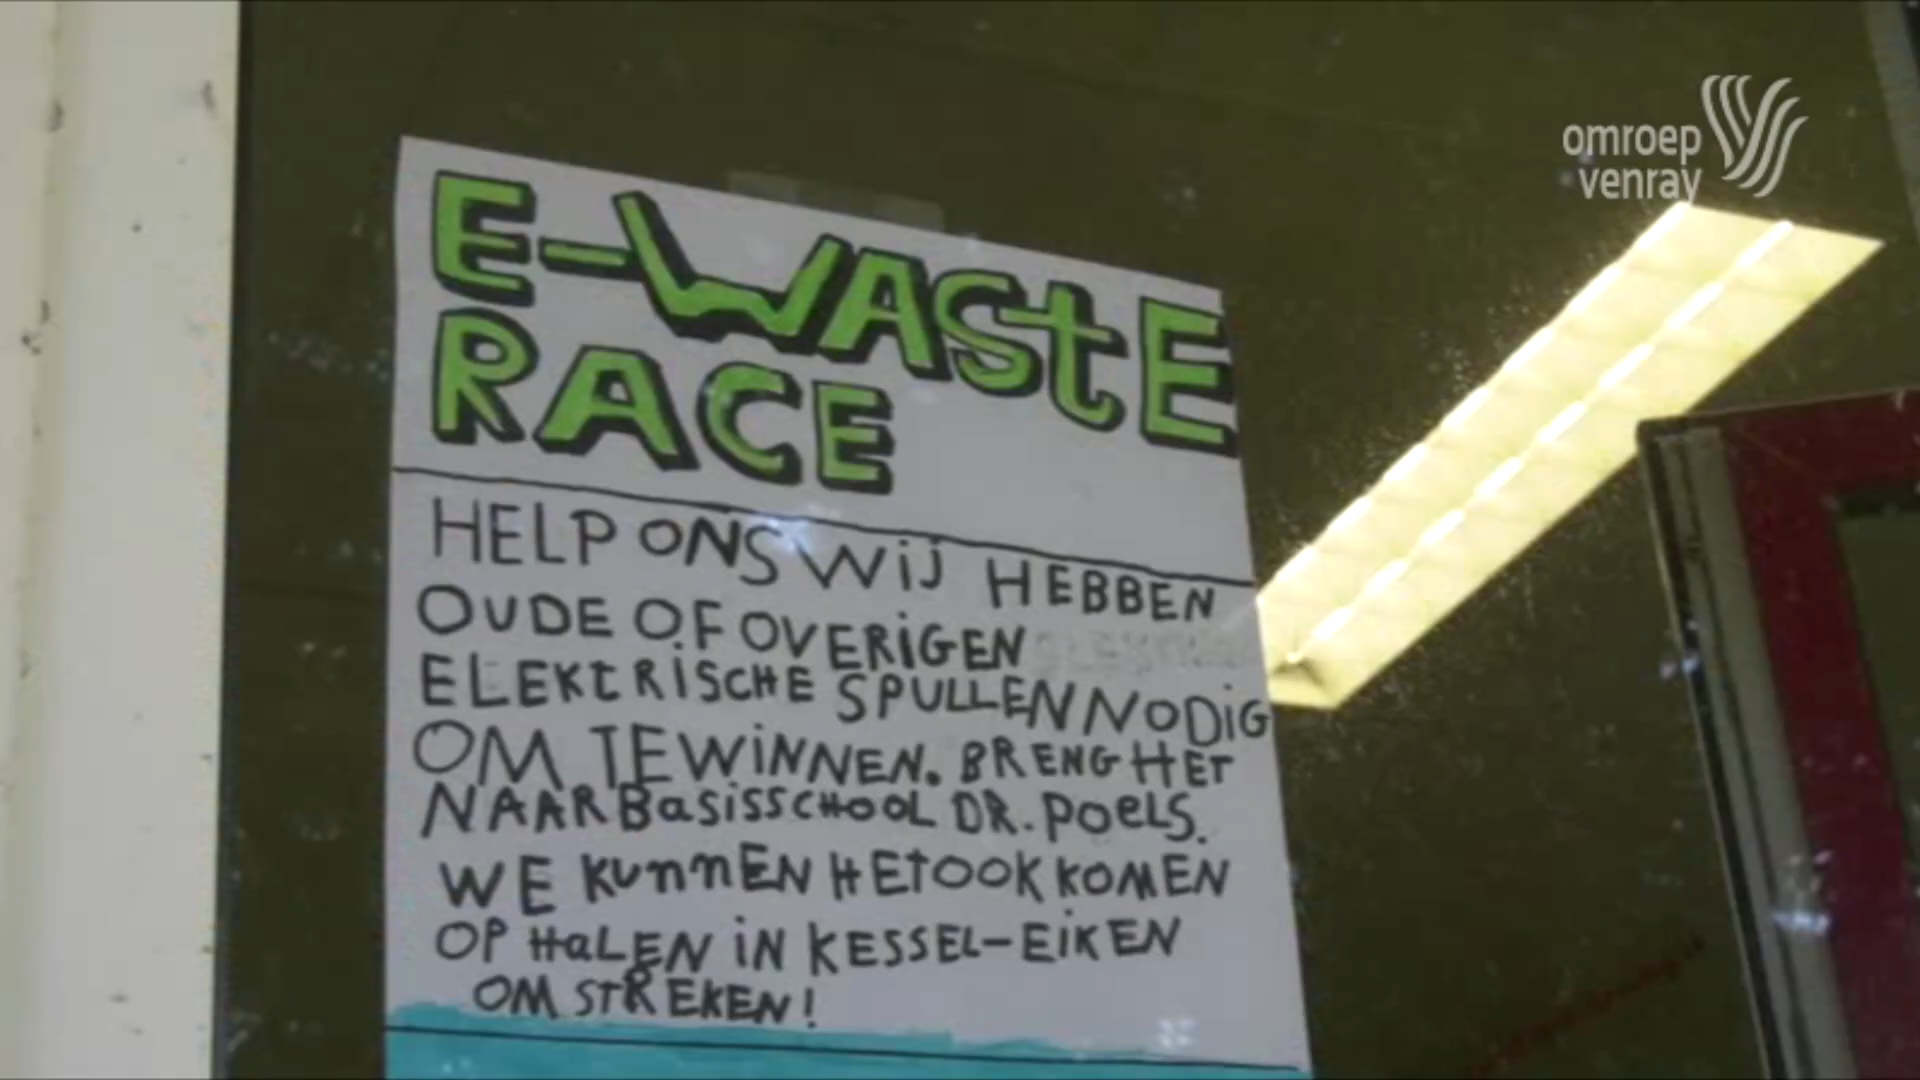 omroep
venray
E-WAStE
RACE
HELP ONS WiJ HEBBEN
OUDE OF OVERiGEN
ELEKtRiSCHE SPULLEN NODiG
OM TE WiNNEN. BRENG HET
NAAR BasisscHOOL DR. POeLS.
WE KUnnEN HEt OOK KOMEN
OP HaLEN iN KESSEL-EiKEN
OM STREKEN!